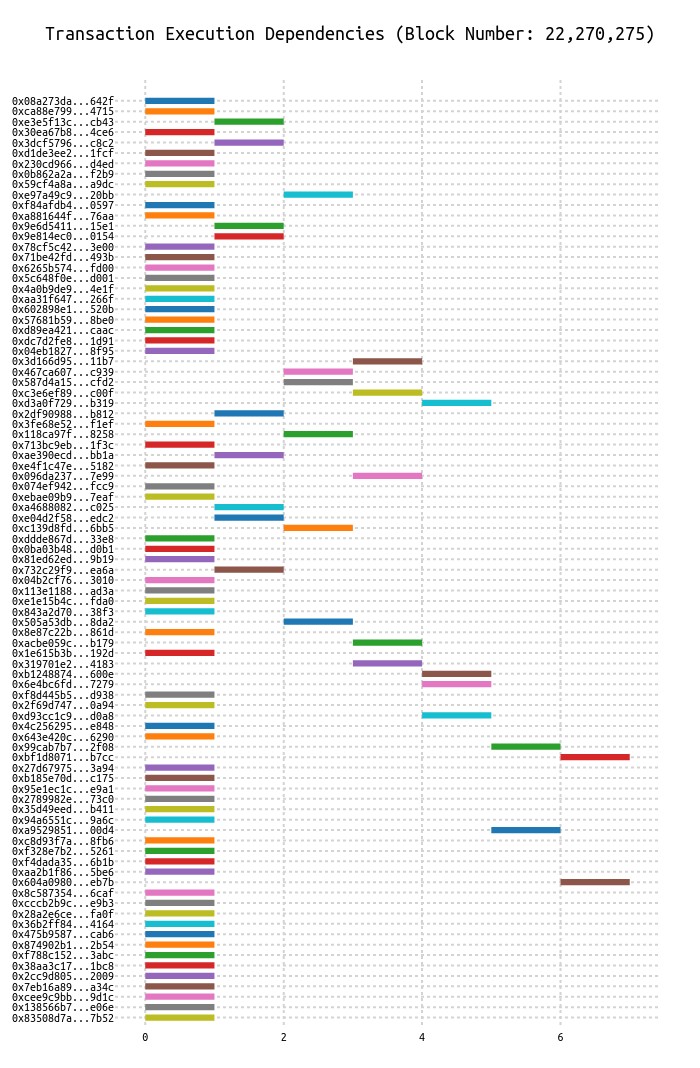 Transaction Execution Dependencies (Block Number: 22,270,275)
0x08a273da...642f
0xca88e799...4715
0xe3e5f13c...cb43
0x30ea67b8...4ce6
0x3dcf5796...c8c2
0xd1de3ee2...1fcf
0x230cd966...d4ed
0x0b862a2a...f2b9
0x59cf4a8a...a9dc
0xe97a49c9...20bb
0xf84afdb4...0597
0xa881644f...76aa
0x9e6d5411...15e1
0x9e814ec0...0154
0x78cf5c42...3e00
0x71be42fd...493b
0x6265b574...fd00
0x5c648f0e...d001
0x4a0b9de9...4e1f
0xaa31f647...266f
0x602898e1...520b
0x57681b59...8be0
0xd89ea421...caac
0xdc7d2fe8...1d91
0x04eb1827...8f95
0x3d166d95...11b7
0x467ca607...c939
0x587d4a15...cfd2
0xc3e6ef89...c00f
0xd3a0f729...b319
0x2df90988...b812
0x3fe68e52...f1ef
0x118ca97f...8258
0x713bc9eb...1f3c
0xae390ecd...bb1a
0xe4f1c47e...5182
0x096da237...7e99
0x074ef942...fcc9
0xebae09b9...7eaf
0xa4688082...c025
0xe04d2f58...edc2
0xc139d8fd...6bb5
0xddde867d...33e8
0x0ba03b48...d0b1
0x81ed62ed...9b19
0x732c29f9...ea6a
0x04b2cf76...3010
0x113e1188...ad3a
0xe1e15b4c...fda0
0x843a2d70...38f3
0x505a53db...8da2
0x8e87c22b...861d
0xacbe059c...b179
0x1e615b3b...192d
0x319701e2...4183
0xb1248874...600e
0x6e4bc6fd...7279
0xf8d445b5...d938
0x2f69d747...0a94
0xd93cc1c9...d0a8
0x4c256295...e848
0x643e420c...6290
0x99cab7b7...2f08
0xbf1d8071...b7cc
0x27d67975...3a94
0xb185e70d...c175
0x95e1ec1c...e9a1
0x2789982e...73c0
0x35d49eed...b411
0x94a6551c...9a6c
0xa9529851...00d4
0xc8d93f7a...8fb6
0xf328e7b2...5261
0xf4dada35...6b1b
0xaa2b1f86...5be6
0x604a0980...eb7b
0x8c587354...6caf
0xcccb2b9c...e9b3
0x28a2e6ce...fa0f
0x36b2ff84...4164
0x475b9587...cab6
0x874902b1...2b54
0xf788c152...3abc
0x38aa3c17...1bc8
0x2cc9d805...2009
0x7eb16a89...a34c
0xcee9c9bb...9d1c
0x138566b7...e06e
0x83508d7a...7b52
0 2 4 6